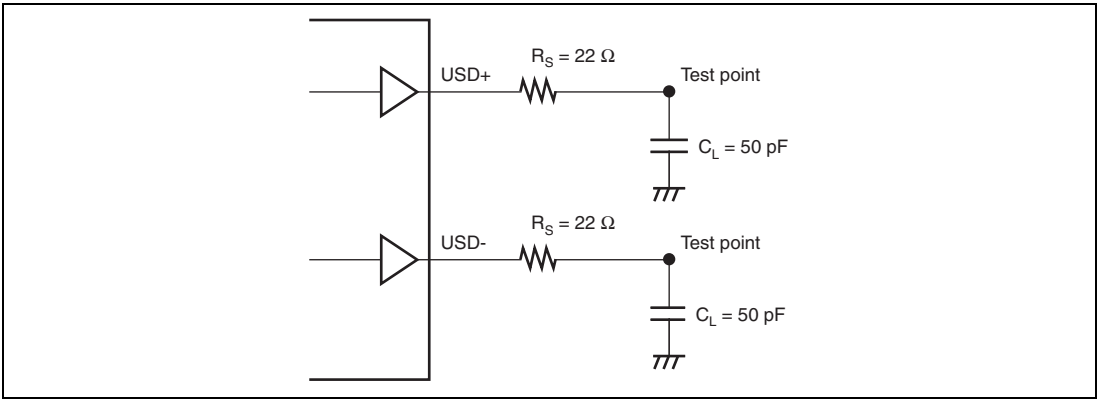 R_S = 22 Ω
USD+
Test point
C_L = 50 pF
R_S = 22 Ω
USD-
Test point
C_L = 50 pF